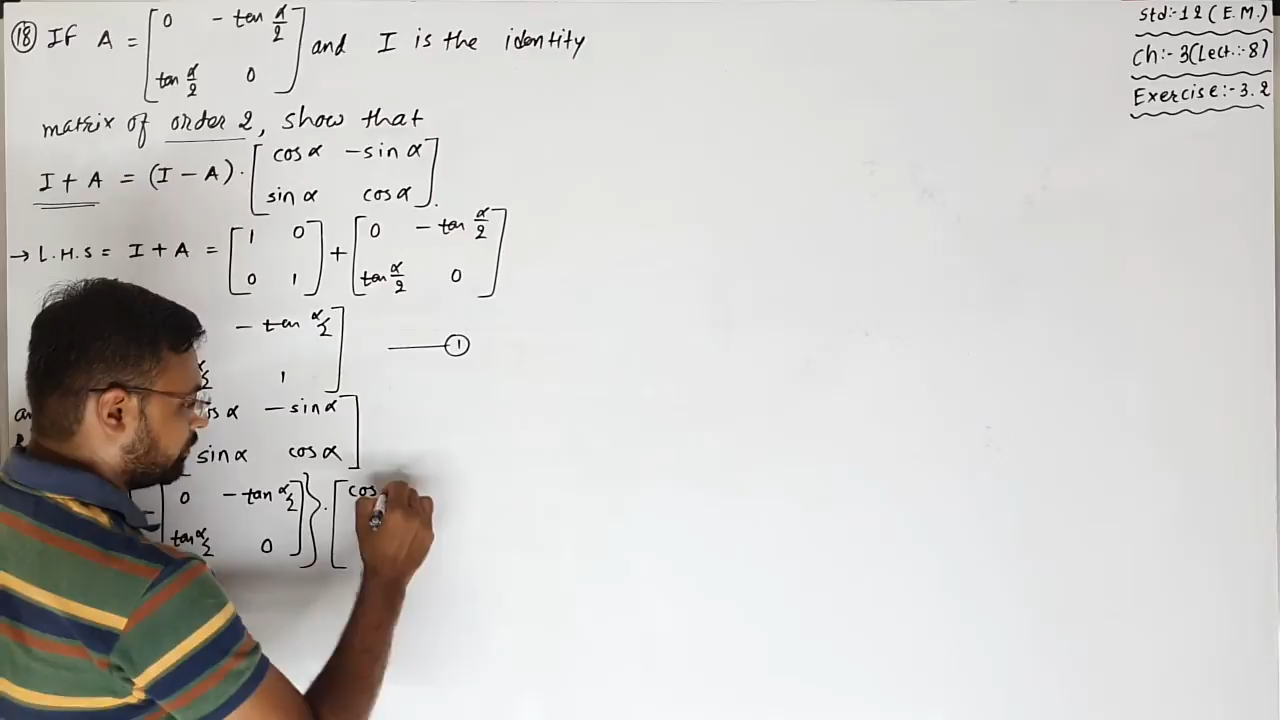 ⑱ If A = [ 0 - tan α/2
tan α/2 0 ] and I is the identity
matrix of order 2, show that
I + A = (I - A) · [ cos α - sin α
sin α cos α ].
→ L.H.S = I + A = [ 1 0
0 1 ] + [ 0 - tan α/2
tan α/2 0 ]
- tan α/2
1 ] ——①
α - sin α
sin α cos α ]
[ 0 - tan α/2
tan α/2 0 ] } · [ cos
Std:- 12 (E.M.)
Ch:- 3 (Lect.:- 8)
Exercise:- 3.2